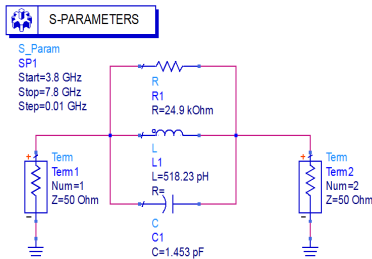 S-PARAMETERS
S_Param
SP1
Start=3.8 GHz
Stop=7.8 GHz
Step=0.01 GHz
R
R1
R=24.9 kOhm
L
L1
L=518.23 pH
R=
C
C1
C=1.453 pF
+
Term
Term1
Num=1
Z=50 Ohm
-
+
Term
Term2
Num=2
Z=50 Ohm
-